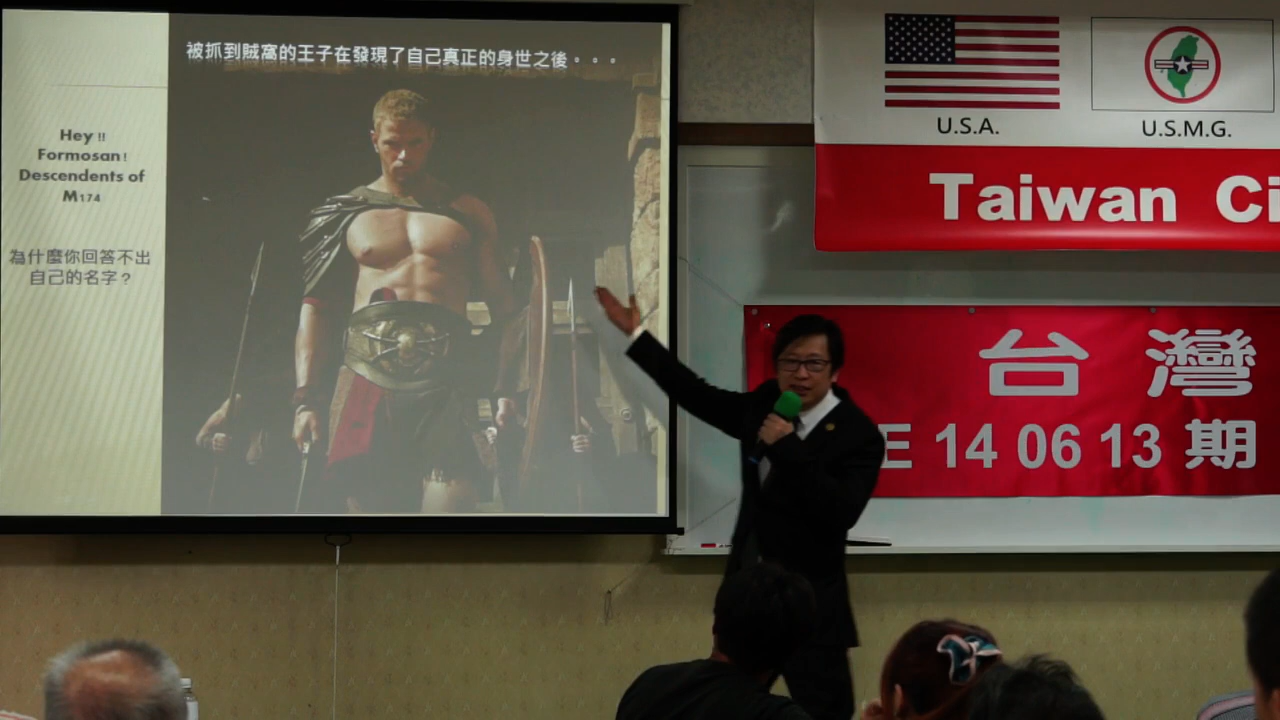 被抓到賊窩的王子在發現了自己真正的身世之後。。。
Hey !!
Formosan !
Descendents of
M174
為什麼你回答不出
自己的名字？
U.S.A.
U.S.M.G.
Taiwan Ci
台灣
E 14 06 13 期